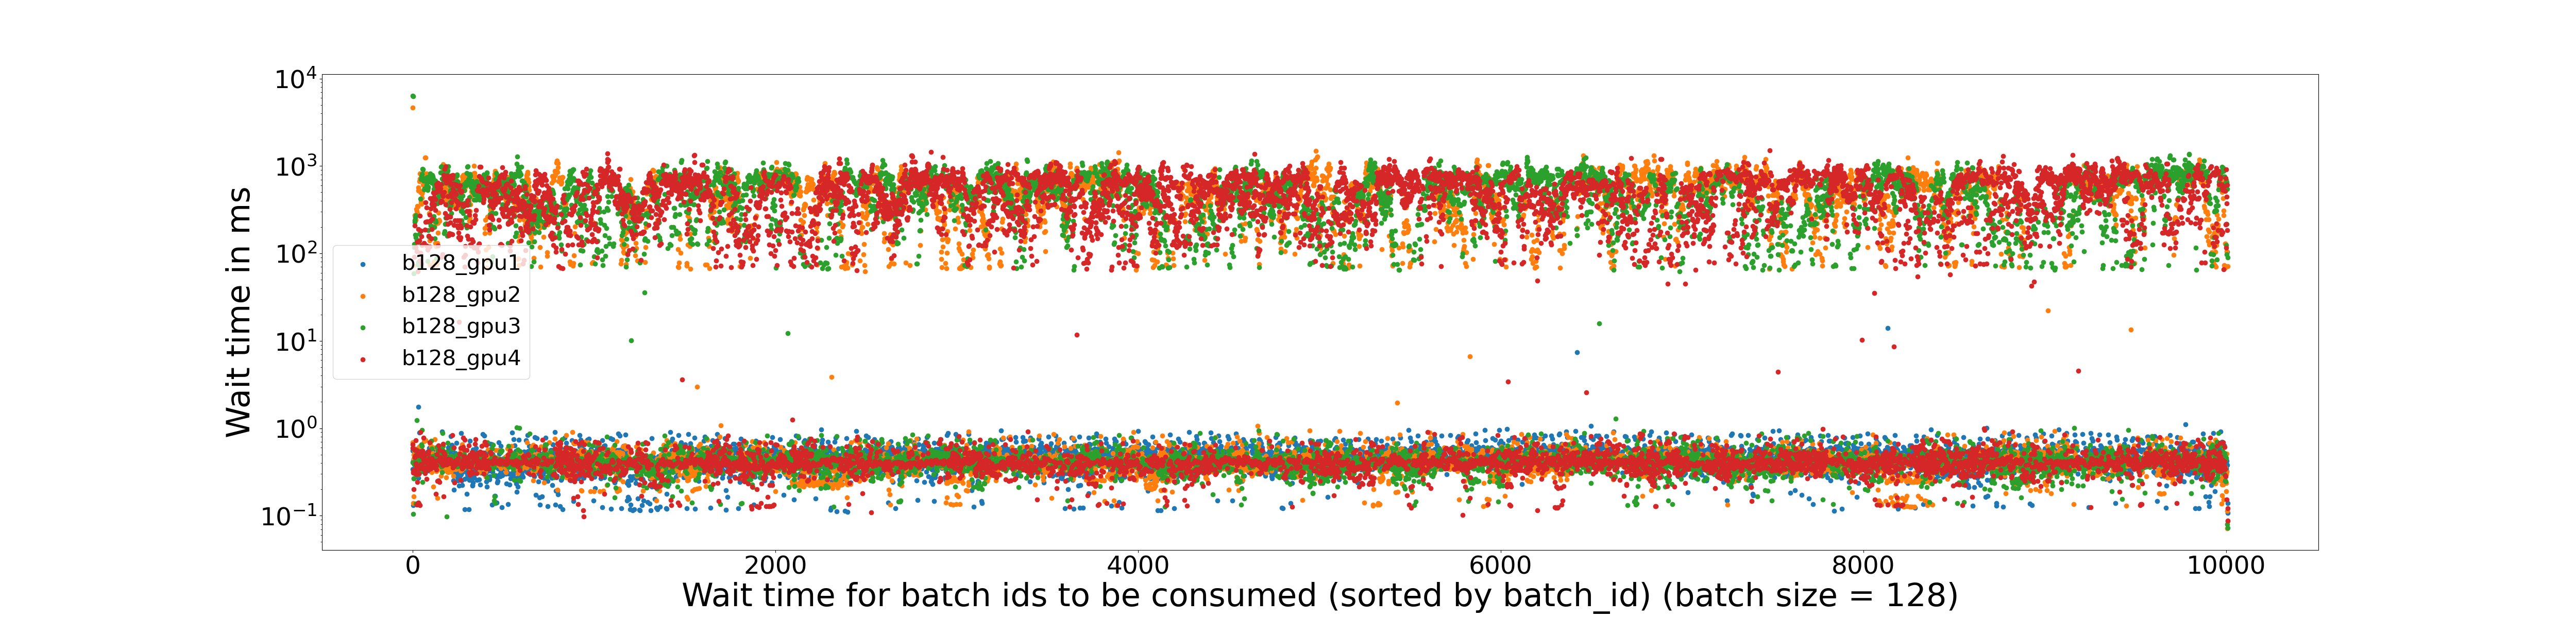 10⁴
10³
10²
10¹
10⁰
10⁻¹
Wait time in ms
b128_gpu1
b128_gpu2
b128_gpu3
b128_gpu4
0 2000 4000 6000 8000 10000
Wait time for batch ids to be consumed (sorted by batch_id) (batch size = 128)